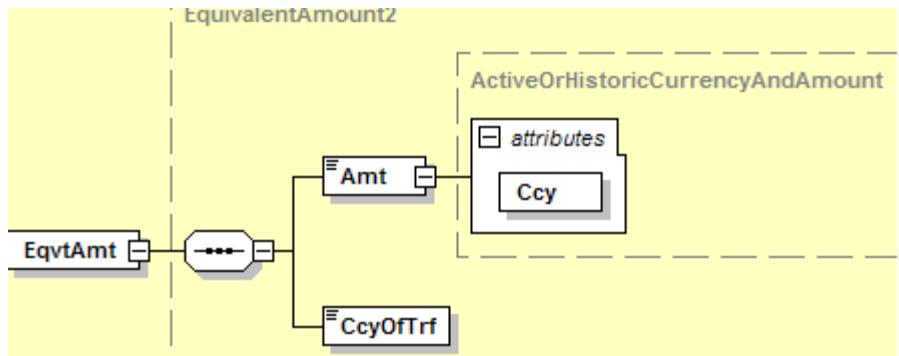 EquivalentAmount2
ActiveOrHistoricCurrencyAndAmount
attributes
Amt
Ccy
EqvtAmt
CcyOfTrf